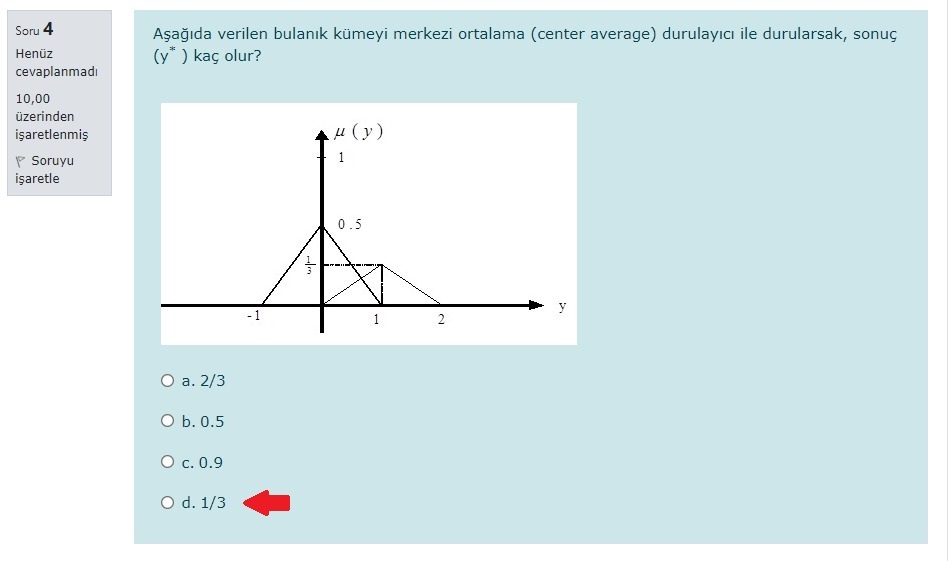 Soru 4
Henüz
cevaplanmadı
10,00
üzerinden
işaretlenmiş
Soruyu
işaretle
Aşağıda verilen bulanık kümeyi merkezi ortalama (center average) durulayıcı ile durularsak, sonuç
(y* ) kaç olur?
μ ( y )
1
0.5
1/3
y
-1
1
2
a. 2/3
b. 0.5
c. 0.9
d. 1/3